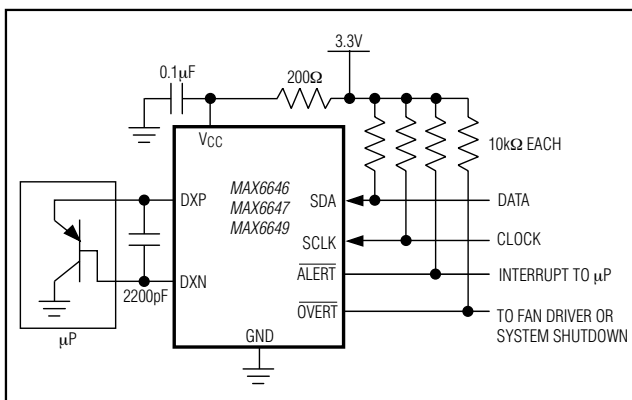 3.3V
0.1μF
200Ω
VCC
10kΩ EACH
MAX6646
MAX6647
MAX6649
DXP
SDA
DATA
SCLK
CLOCK
DXN
2200pF
ALERT
INTERRUPT TO μP
OVERT
TO FAN DRIVER OR
SYSTEM SHUTDOWN
GND
μP